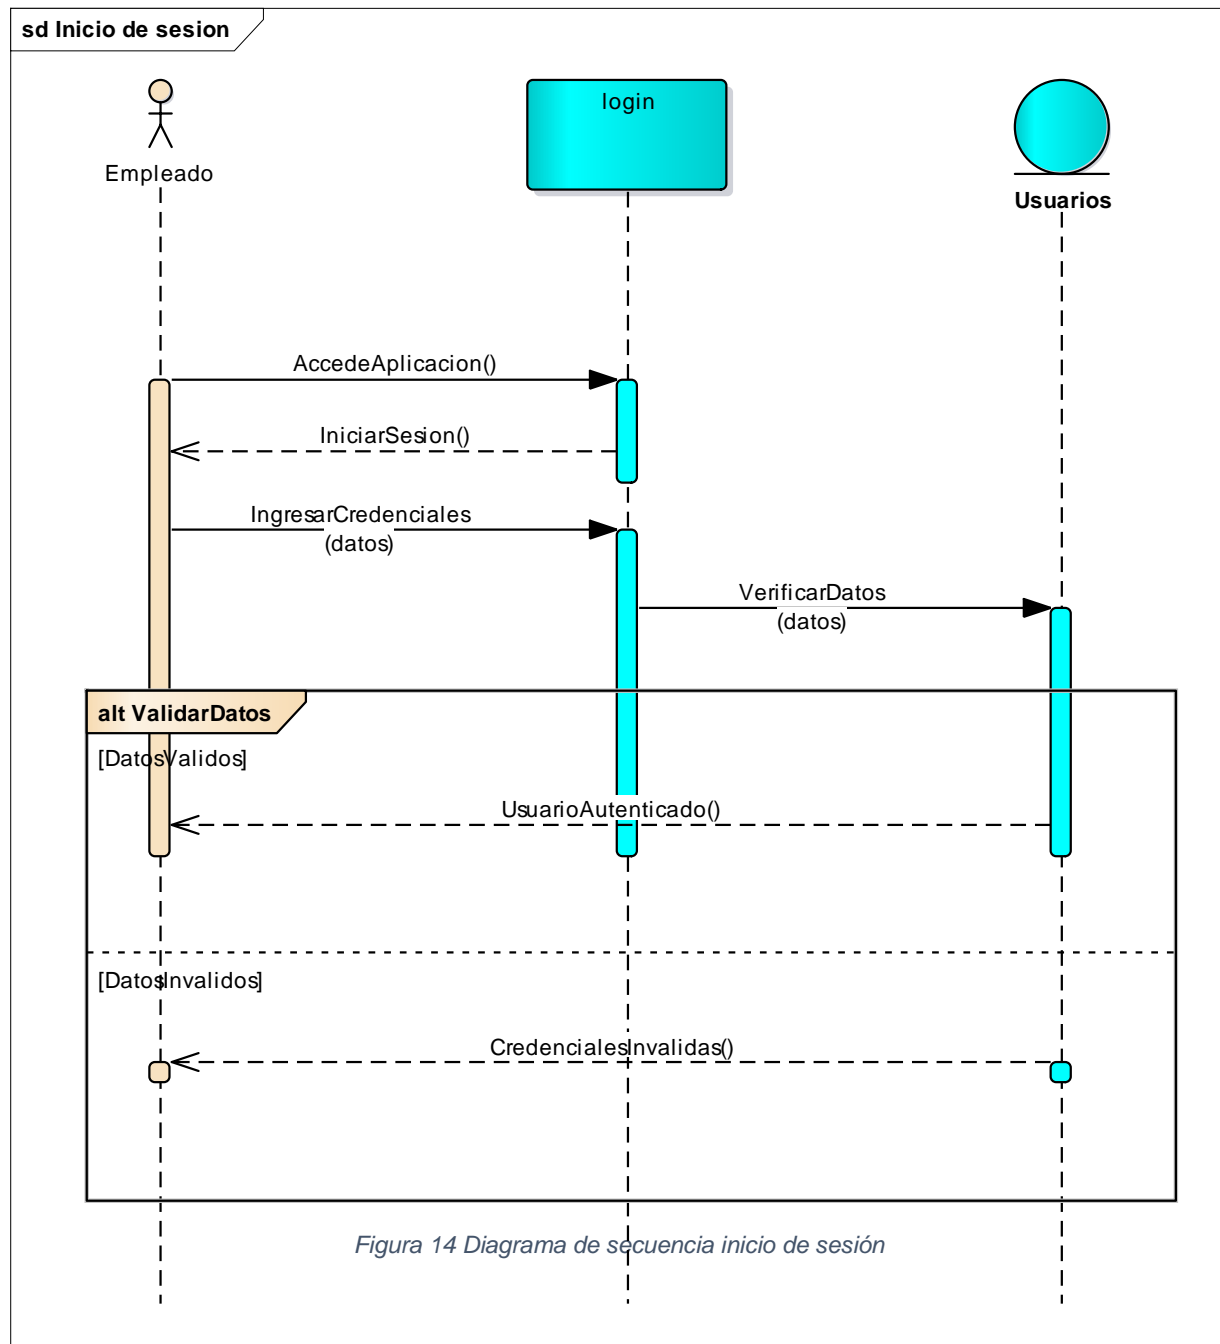 sd Inicio de sesion
login
Empleado
Usuarios
AccedeAplicacion()
IniciarSesion()
IngresarCredenciales
(datos)
VerificarDatos
(datos)
alt ValidarDatos
[DatosValidos]
UsuarioAutenticado()
[DatosInvalidos]
CredencialesInvalidas()
Figura 14 Diagrama de secuencia inicio de sesión